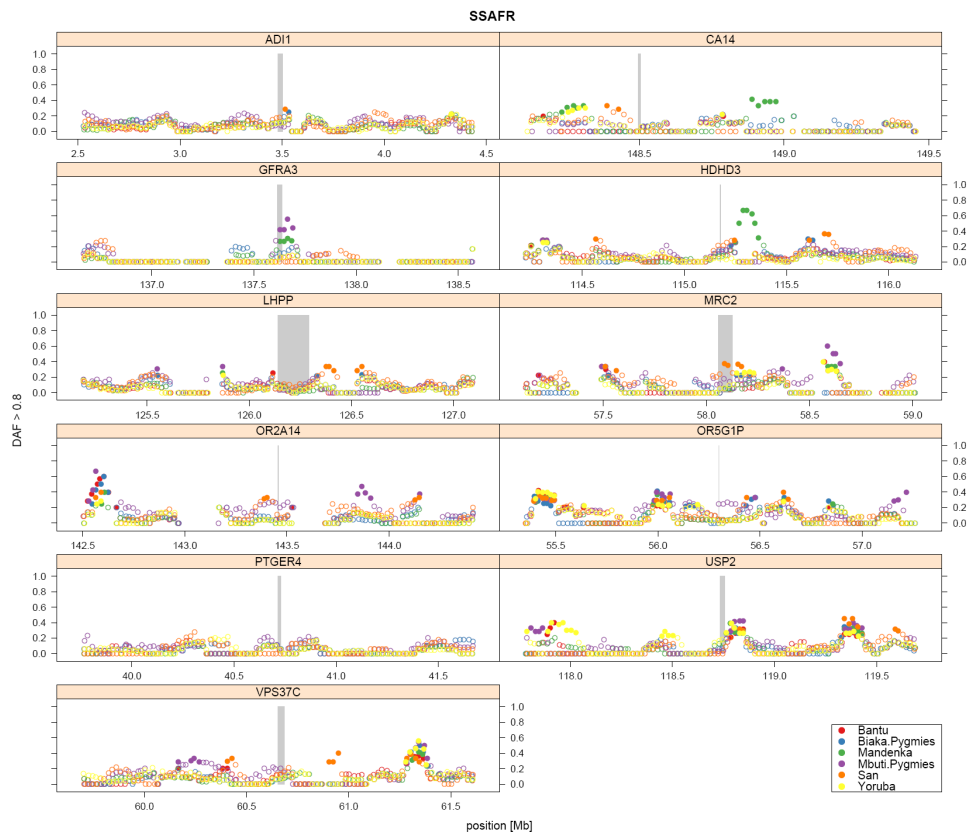 SSAFR
ADI1 CA14
1.0
0.8
0.6
0.4
0.2
0.0
2.5 3.0 3.5 4.0 4.5 148.5 149.0 149.5
GFRA3 HDHD3
1.0
0.8
0.6
0.4
0.2
0.0
137.0 137.5 138.0 138.5 114.5 115.0 115.5 116.0
LHPP MRC2
1.0
0.8
0.6
0.4
0.2
0.0
125.5 126.0 126.5 127.0 57.5 58.0 58.5 59.0
DAF > 0.8
OR2A14 OR5G1P
1.0
0.8
0.6
0.4
0.2
0.0
142.5 143.0 143.5 144.0 55.5 56.0 56.5 57.0
PTGER4 USP2
1.0
0.8
0.6
0.4
0.2
0.0
40.0 40.5 41.0 41.5 118.0 118.5 119.0 119.5
VPS37C
1.0
0.8
0.6
0.4
0.2
0.0
60.0 60.5 61.0 61.5
Bantu
Biaka.Pygmies
Mandenka
Mbuti.Pygmies
San
Yoruba
position [Mb]